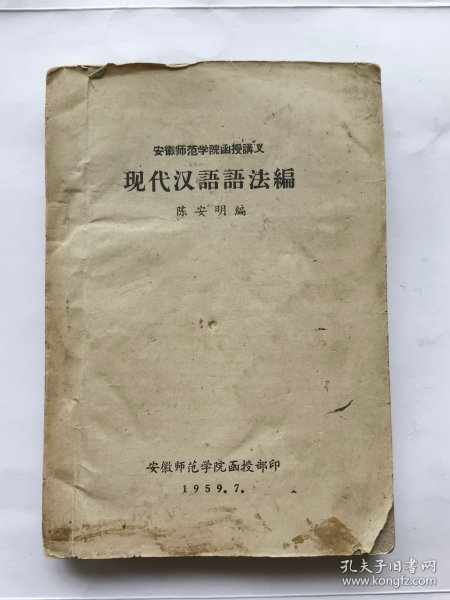 安徽师范学院函授講义
现代汉語語法編
陈安明編
安徽师范学院函授部印
1959.7.
孔夫子旧书网
www.kongfz.com